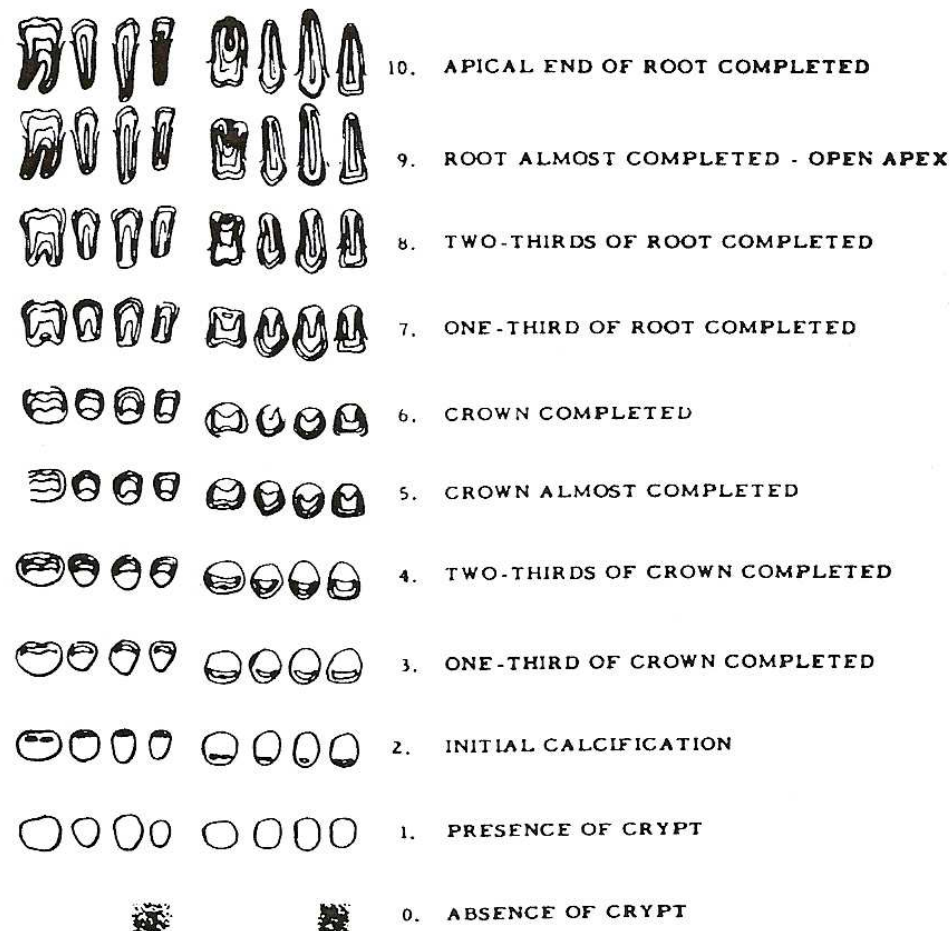 10. APICAL END OF ROOT COMPLETED
9. ROOT ALMOST COMPLETED - OPEN APEX
8. TWO-THIRDS OF ROOT COMPLETED
7. ONE-THIRD OF ROOT COMPLETED
6. CROWN COMPLETED
5. CROWN ALMOST COMPLETED
4. TWO-THIRDS OF CROWN COMPLETED
3. ONE-THIRD OF CROWN COMPLETED
2. INITIAL CALCIFICATION
1. PRESENCE OF CRYPT
0. ABSENCE OF CRYPT